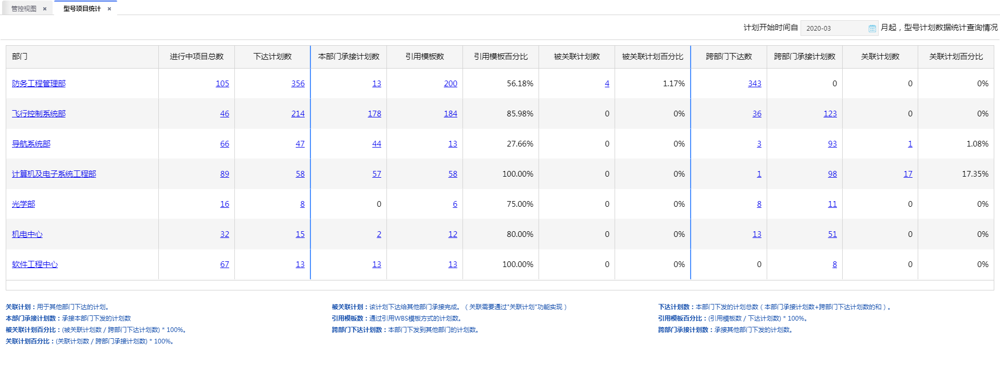 管控视图 × 型号项目统计 ×
计划开始时间自 2020-03 月起，型号计划数据统计查询情况
部门 进行中项目总数 下达计划数 本部门承接计划数 引用模板数 引用模板百分比 被关联计划数 被关联计划百分比 跨部门下达数 跨部门承接计划数 关联计划数 关联计划百分比
防务工程管理部 105 356 13 200 56.18% 4 1.17% 343 0 0 0%
飞行控制系统部 46 214 178 184 85.98% 0 0% 36 123 0 0%
导航系统部 66 47 44 13 27.66% 0 0% 3 93 1 1.08%
计算机及电子系统工程部 89 58 57 58 100.00% 0 0% 1 98 17 17.35%
光学部 16 8 0 6 75.00% 0 0% 8 11 0 0%
机电中心 32 15 2 12 80.00% 0 0% 13 51 0 0%
软件工程中心 67 13 13 13 100.00% 0 0% 0 8 0 0%
关联计划：用于其他部门下达的计划。 被关联计划：该计划下达给其他部门承接完成。（关联需要通过"关联计划"功能实现） 下达计划数：本部门下发的计划总数（本部门承接计划数+跨部门下达计划数的和）。
本部门承接计划数：承接本部门下发的计划数 引用模板数：通过引用WBS模板方式的计划数。 引用模板百分比：(引用模板数 / 下达计划数) * 100%。
被关联计划百分比：(被关联计划数 / 跨部门下达计划数) * 100%。 跨部门下达计划数：本部门下发到其他部门的计划数。 跨部门承接计划数：承接其他部门下发的计划数。
关联计划百分比：(关联计划数 / 跨部门承接计划数) * 100%。